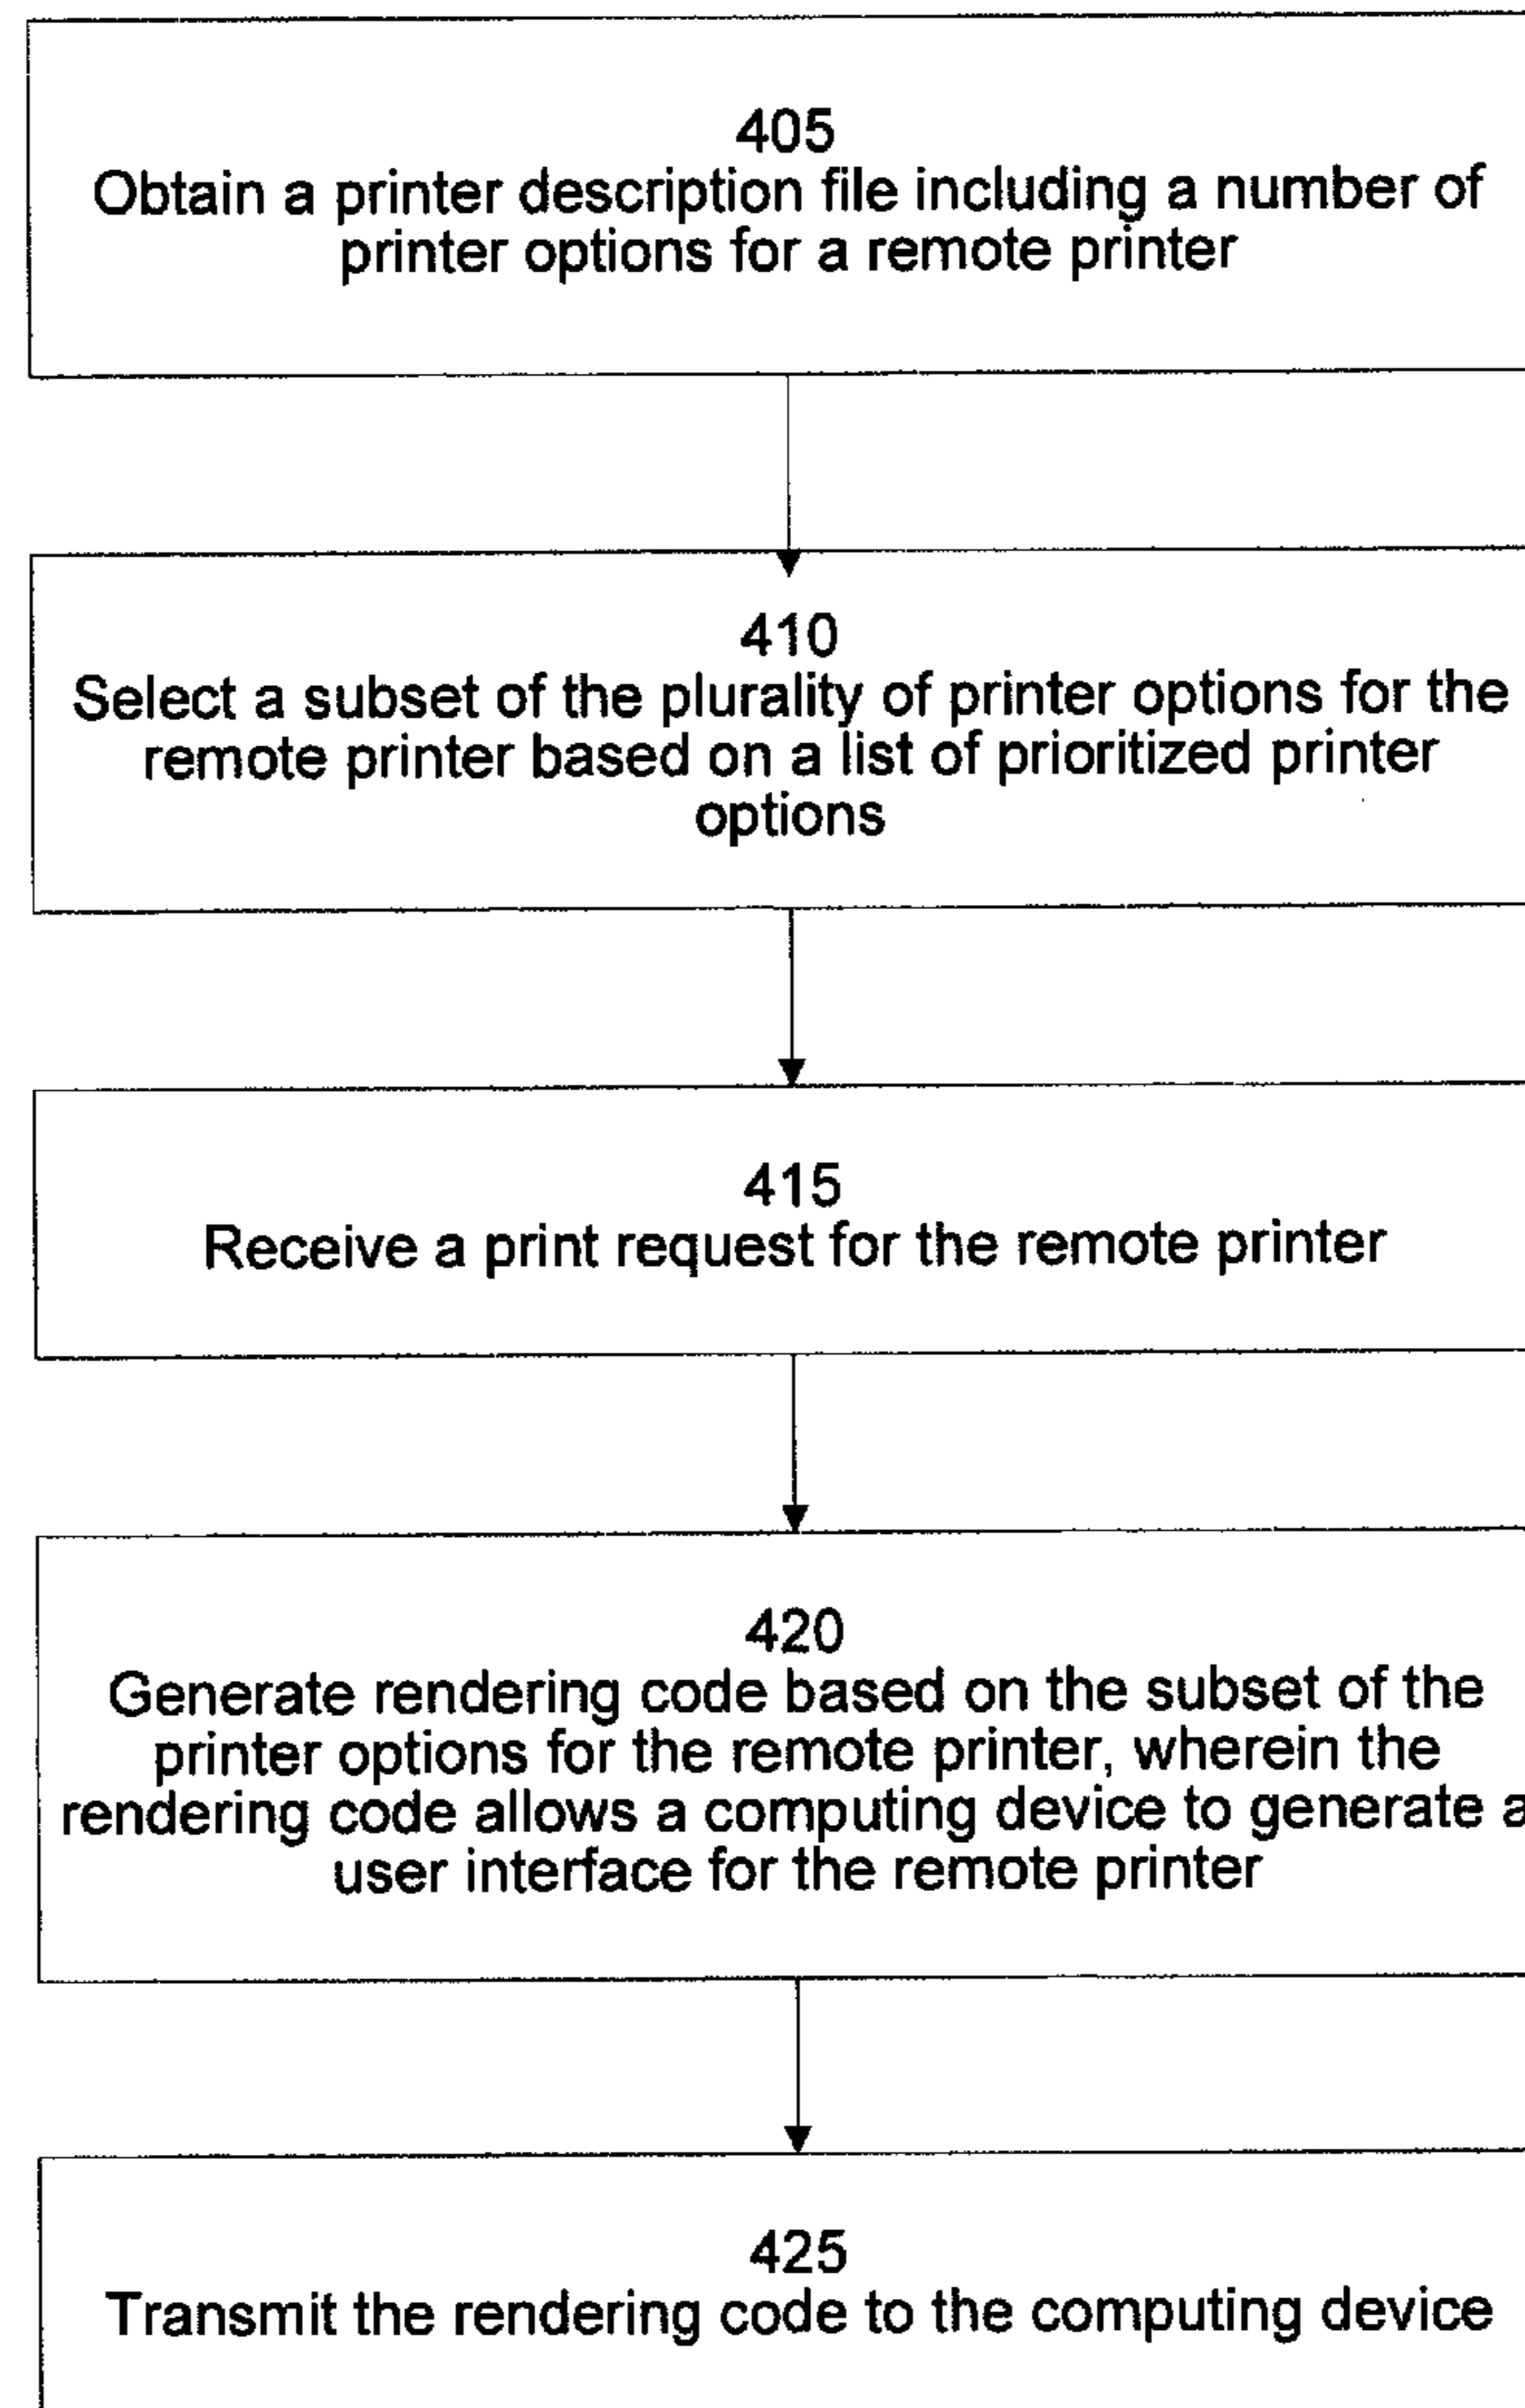 405
Obtain a printer description file including a number of
printer options for a remote printer
410
Select a subset of the plurality of printer options for the
remote printer based on a list of prioritized printer
options
415
Receive a print request for the remote printer
420
Generate rendering code based on the subset of the
printer options for the remote printer, wherein the
rendering code allows a computing device to generate a
user interface for the remote printer
425
Transmit the rendering code to the computing device